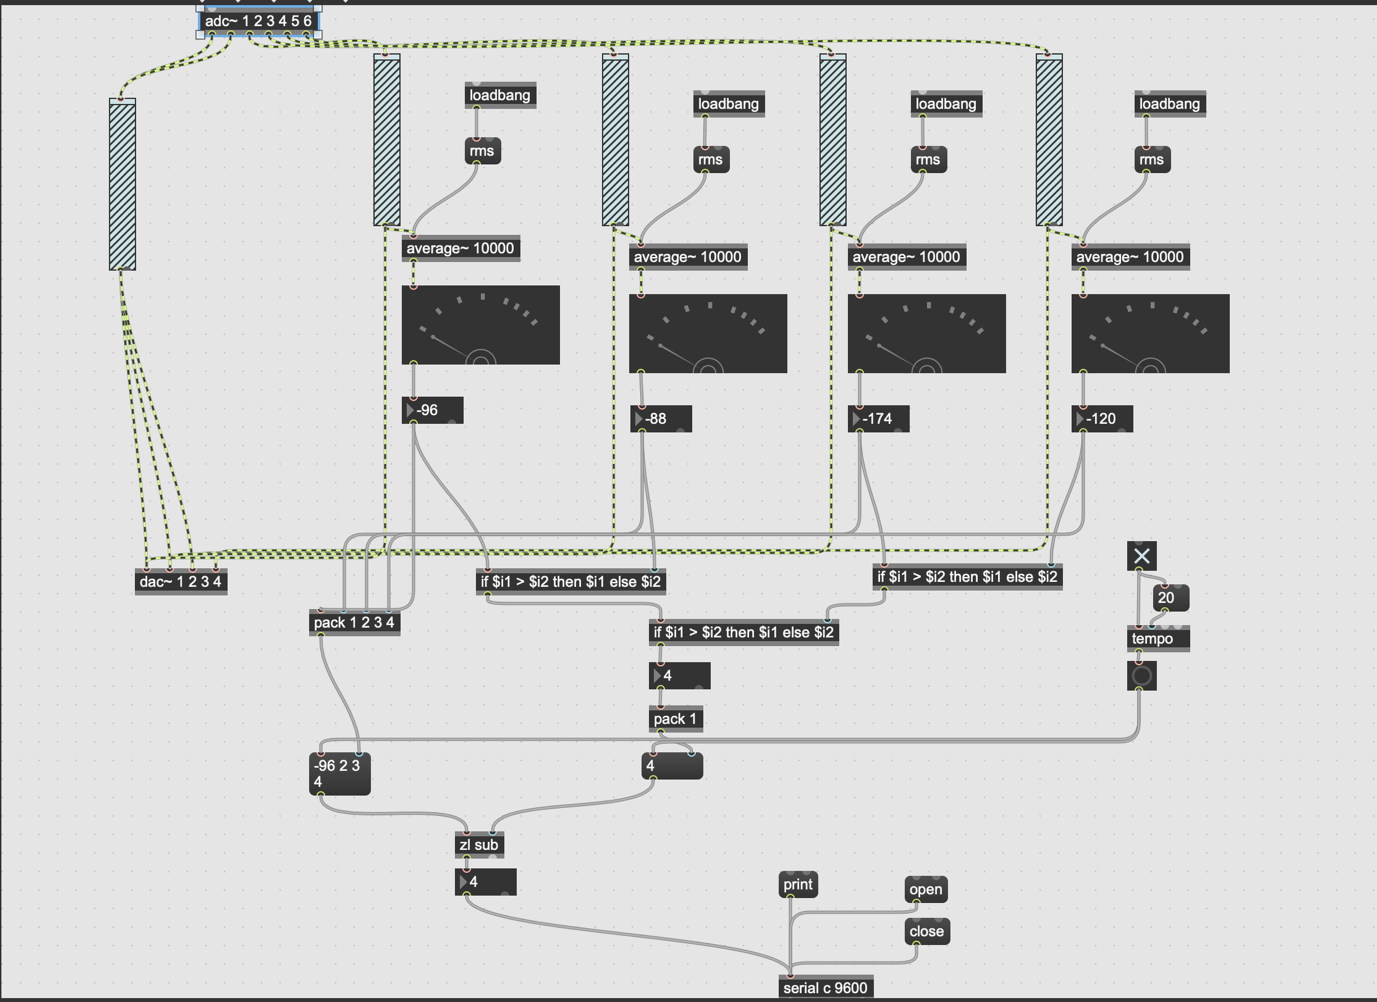 adc~ 1 2 3 4 5 6
loadbang
loadbang
loadbang
loadbang
rms
rms
rms
rms
average~ 10000
average~ 10000
average~ 10000
average~ 10000
-96
-88
-174
-120
dac~ 1 2 3 4
if $i1 > $i2 then $i1 else $i2
if $i1 > $i2 then $i1 else $i2
20
pack 1 2 3 4
if $i1 > $i2 then $i1 else $i2
tempo
4
pack 1
-96 2 3
4
4
zl sub
4
print
open
close
serial c 9600